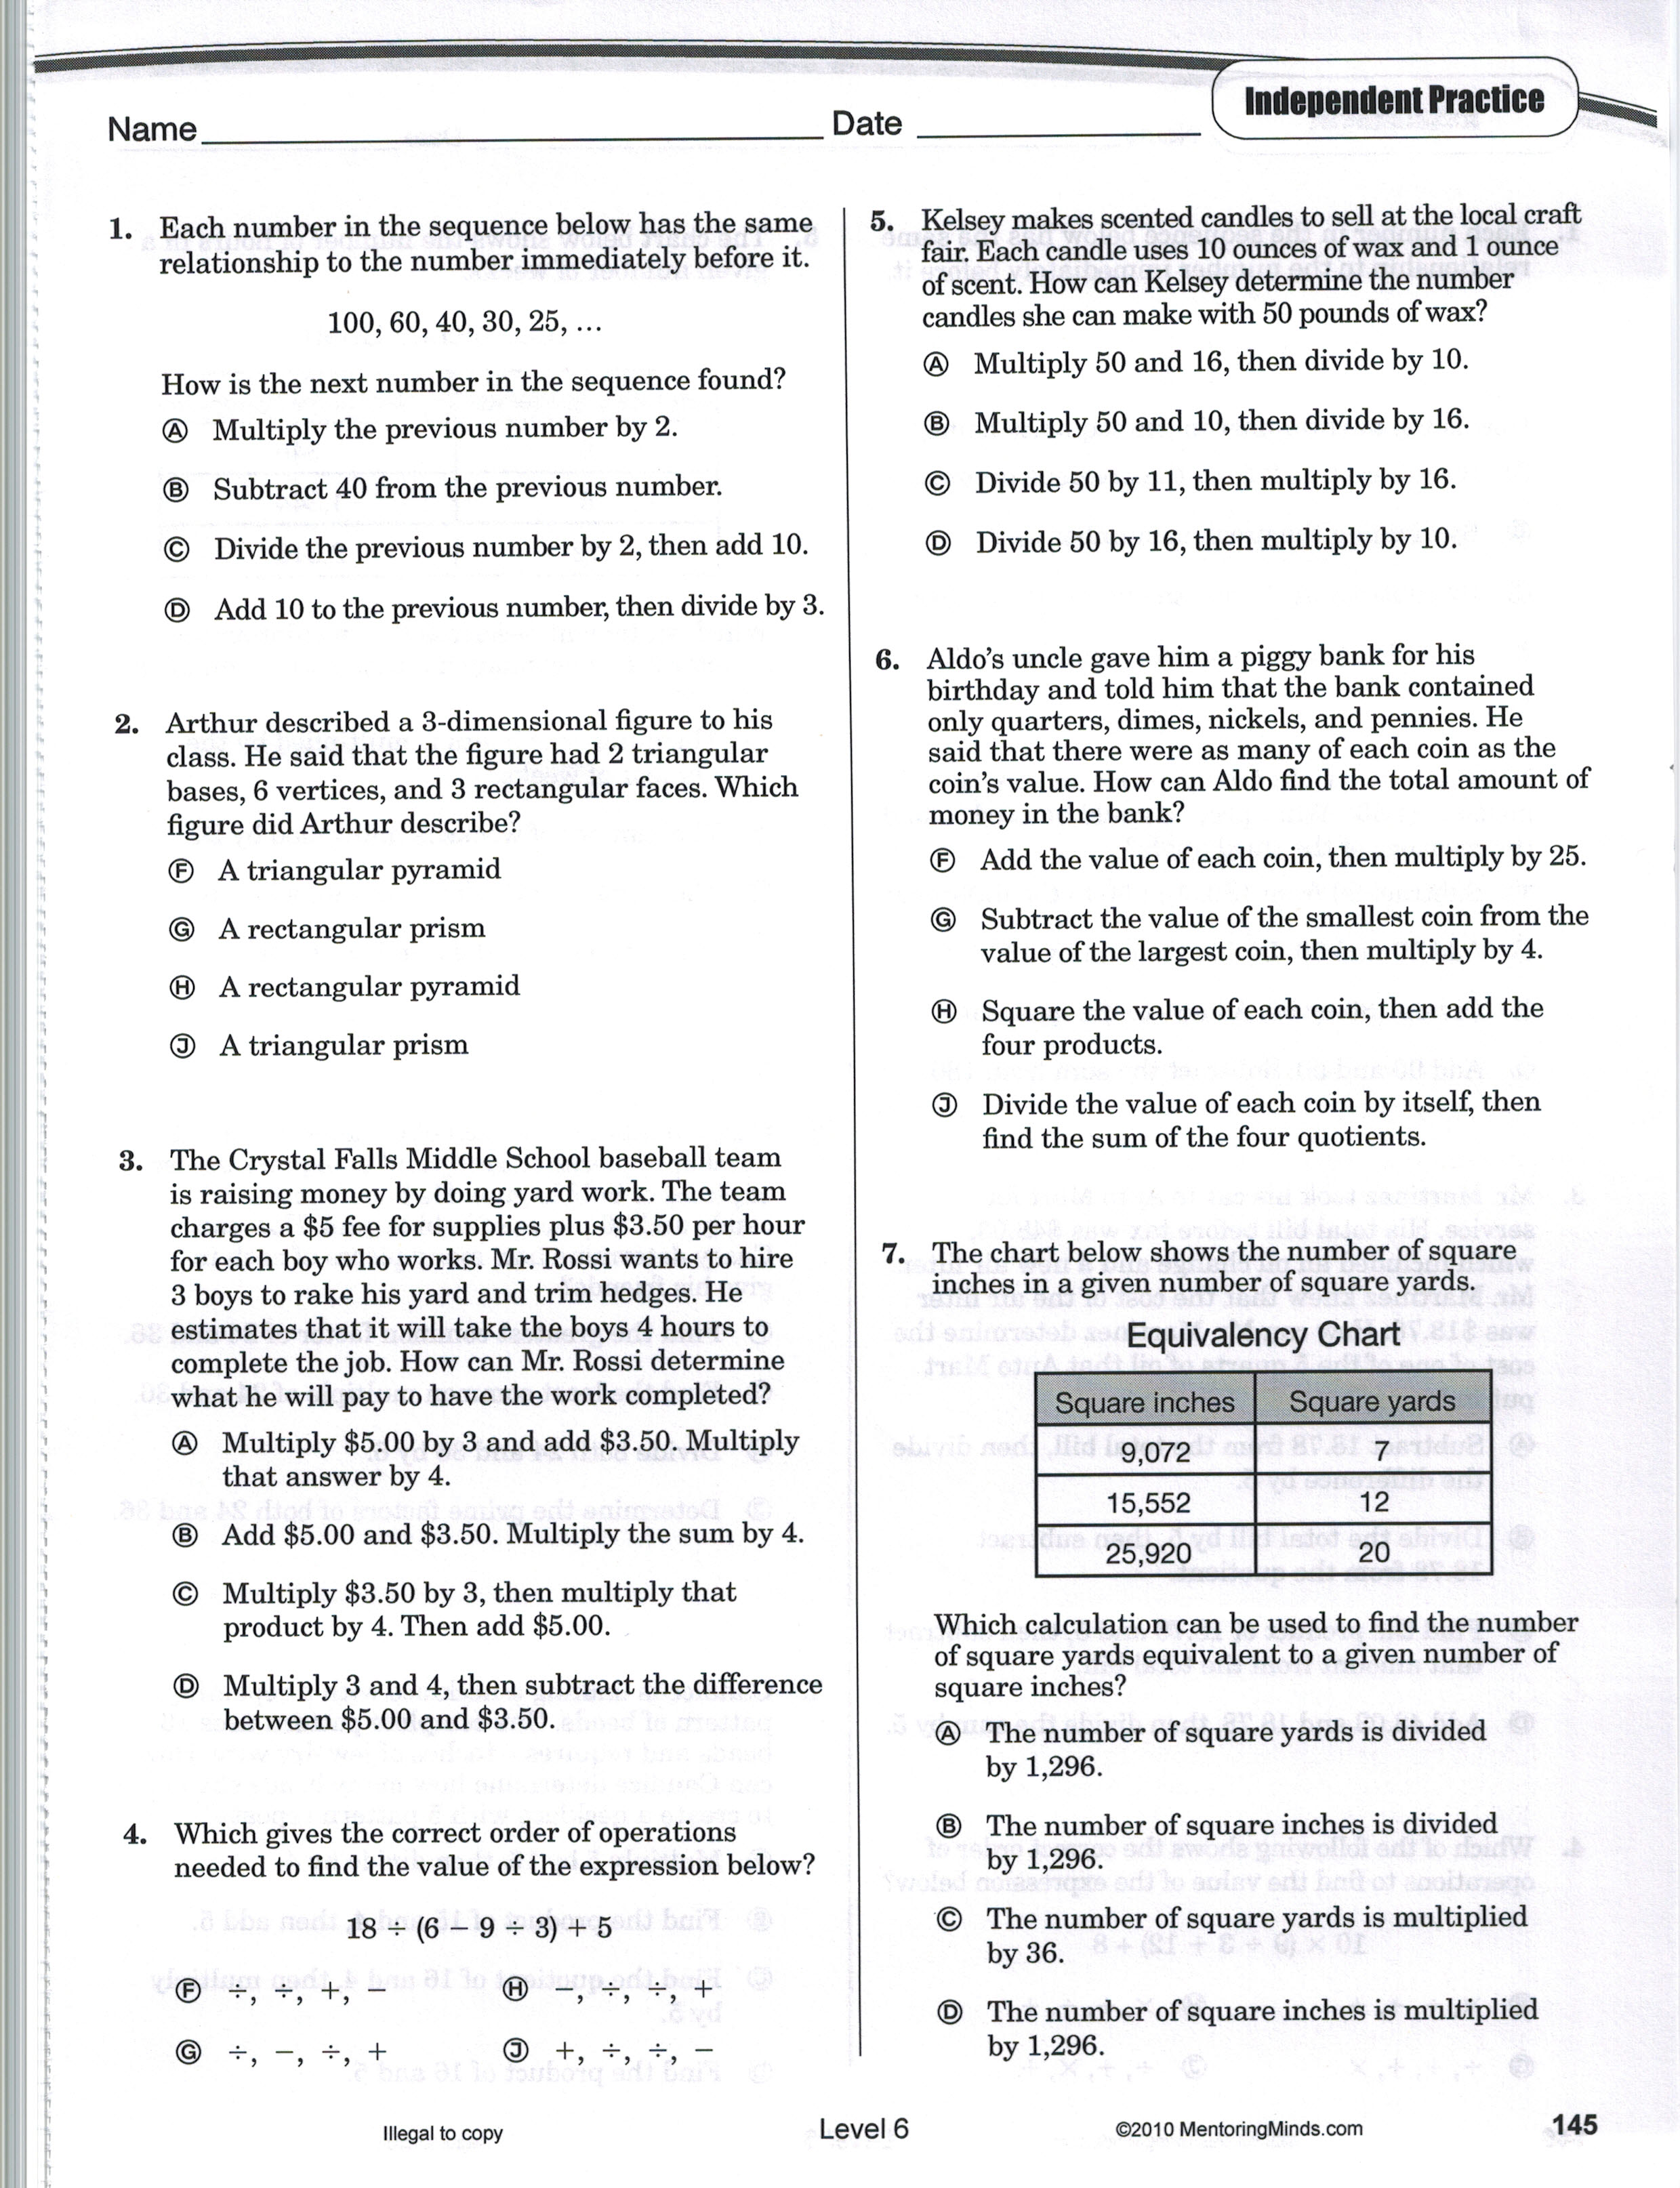 Independent Practice
Name
Date
1. Each number in the sequence below has the same
relationship to the number immediately before it.
100, 60, 40, 30, 25, ...
How is the next number in the sequence found?
Ⓐ Multiply the previous number by 2.
Ⓑ Subtract 40 from the previous number.
Ⓒ Divide the previous number by 2, then add 10.
Ⓓ Add 10 to the previous number, then divide by 3.
2. Arthur described a 3-dimensional figure to his
class. He said that the figure had 2 triangular
bases, 6 vertices, and 3 rectangular faces. Which
figure did Arthur describe?
Ⓕ A triangular pyramid
Ⓖ A rectangular prism
Ⓗ A rectangular pyramid
Ⓙ A triangular prism
3. The Crystal Falls Middle School baseball team
is raising money by doing yard work. The team
charges a $5 fee for supplies plus $3.50 per hour
for each boy who works. Mr. Rossi wants to hire
3 boys to rake his yard and trim hedges. He
estimates that it will take the boys 4 hours to
complete the job. How can Mr. Rossi determine
what he will pay to have the work completed?
Ⓐ Multiply $5.00 by 3 and add $3.50. Multiply
that answer by 4.
Ⓑ Add $5.00 and $3.50. Multiply the sum by 4.
Ⓒ Multiply $3.50 by 3, then multiply that
product by 4. Then add $5.00.
Ⓓ Multiply 3 and 4, then subtract the difference
between $5.00 and $3.50.
4. Which gives the correct order of operations
needed to find the value of the expression below?
18 ÷ (6 − 9 ÷ 3) + 5
Ⓕ ÷, ÷, +, −
Ⓗ −, ÷, ÷, +
Ⓖ ÷, −, ÷, +
Ⓙ +, ÷, ÷, −
5. Kelsey makes scented candles to sell at the local craft
fair. Each candle uses 10 ounces of wax and 1 ounce
of scent. How can Kelsey determine the number
candles she can make with 50 pounds of wax?
Ⓐ Multiply 50 and 16, then divide by 10.
Ⓑ Multiply 50 and 10, then divide by 16.
Ⓒ Divide 50 by 11, then multiply by 16.
Ⓓ Divide 50 by 16, then multiply by 10.
6. Aldo's uncle gave him a piggy bank for his
birthday and told him that the bank contained
only quarters, dimes, nickels, and pennies. He
said that there were as many of each coin as the
coin's value. How can Aldo find the total amount of
money in the bank?
Ⓕ Add the value of each coin, then multiply by 25.
Ⓖ Subtract the value of the smallest coin from the
value of the largest coin, then multiply by 4.
Ⓗ Square the value of each coin, then add the
four products.
Ⓙ Divide the value of each coin by itself, then
find the sum of the four quotients.
7. The chart below shows the number of square
inches in a given number of square yards.
Equivalency Chart
Square inches Square yards
9,072 7
15,552 12
25,920 20
Which calculation can be used to find the number
of square yards equivalent to a given number of
square inches?
Ⓐ The number of square yards is divided
by 1,296.
Ⓑ The number of square inches is divided
by 1,296.
Ⓒ The number of square yards is multiplied
by 36.
Ⓓ The number of square inches is multiplied
by 1,296.
Illegal to copy
Level 6
©2010 MentoringMinds.com
145